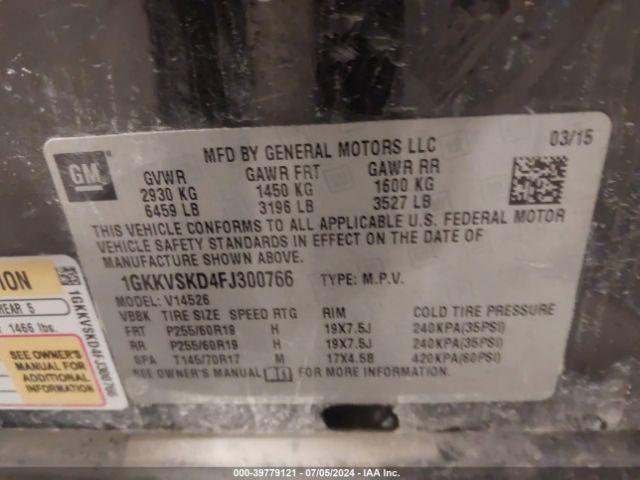 MFD BY GENERAL MOTORS LLC
03/15
GM
GVWR GAWR FRT GAWR RR
2930 KG 1450 KG 1600 KG
6459 LB 3196 LB 3527 LB
THIS VEHICLE CONFORMS TO ALL APPLICABLE U.S. FEDERAL MOTOR
VEHICLE SAFETY STANDARDS IN EFFECT ON THE DATE OF
MANUFACTURE SHOWN ABOVE.
1GKKVSKD4FJ300766 TYPE: M.P.V.
MODEL: V14526
VBBK TIRE SIZE SPEED RTG RIM COLD TIRE PRESSURE
FRT P255/60R19 H 19X7.5J 240KPA(35PSI)
RR P255/60R19 H 19X7.5J 240KPA(35PSI)
SPA T145/70R17 M 17X4.5B 420KPA(60PSI)
SEE OWNER'S MANUAL FOR MORE INFORMATION.
ION
REAR 5
1466 lbs.
SEE OWNER'S
MANUAL FOR
ADDITIONAL
INFORMATION
1GKKVSKD4FJ300766
000-39779121 / 07/05/2024 / IAA Inc.